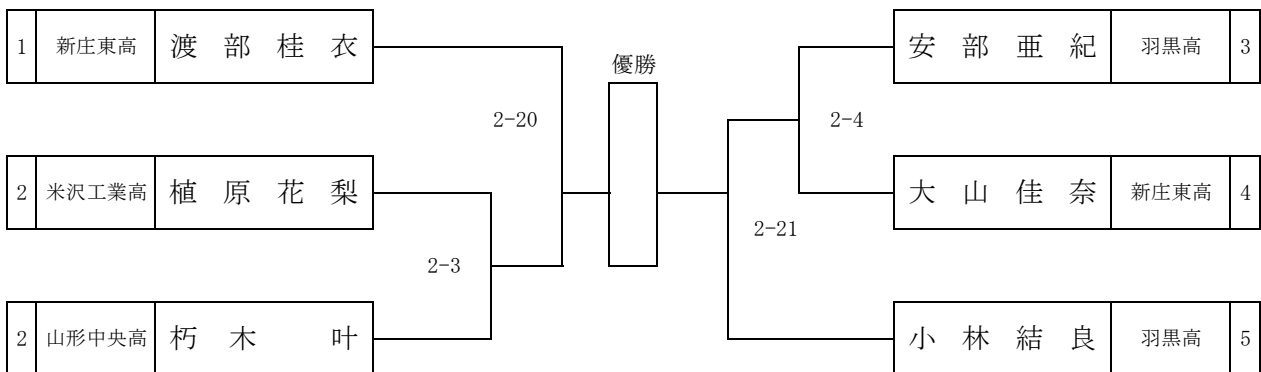 1 新庄東高 渡部桂衣
安部亜紀 羽黒高 3
優勝
2-20
2-4
2 米沢工業高 植原花梨
大山佳奈 新庄東高 4
2-21
2-3
2 山形中央高 朽木 叶
小林結良 羽黒高 5